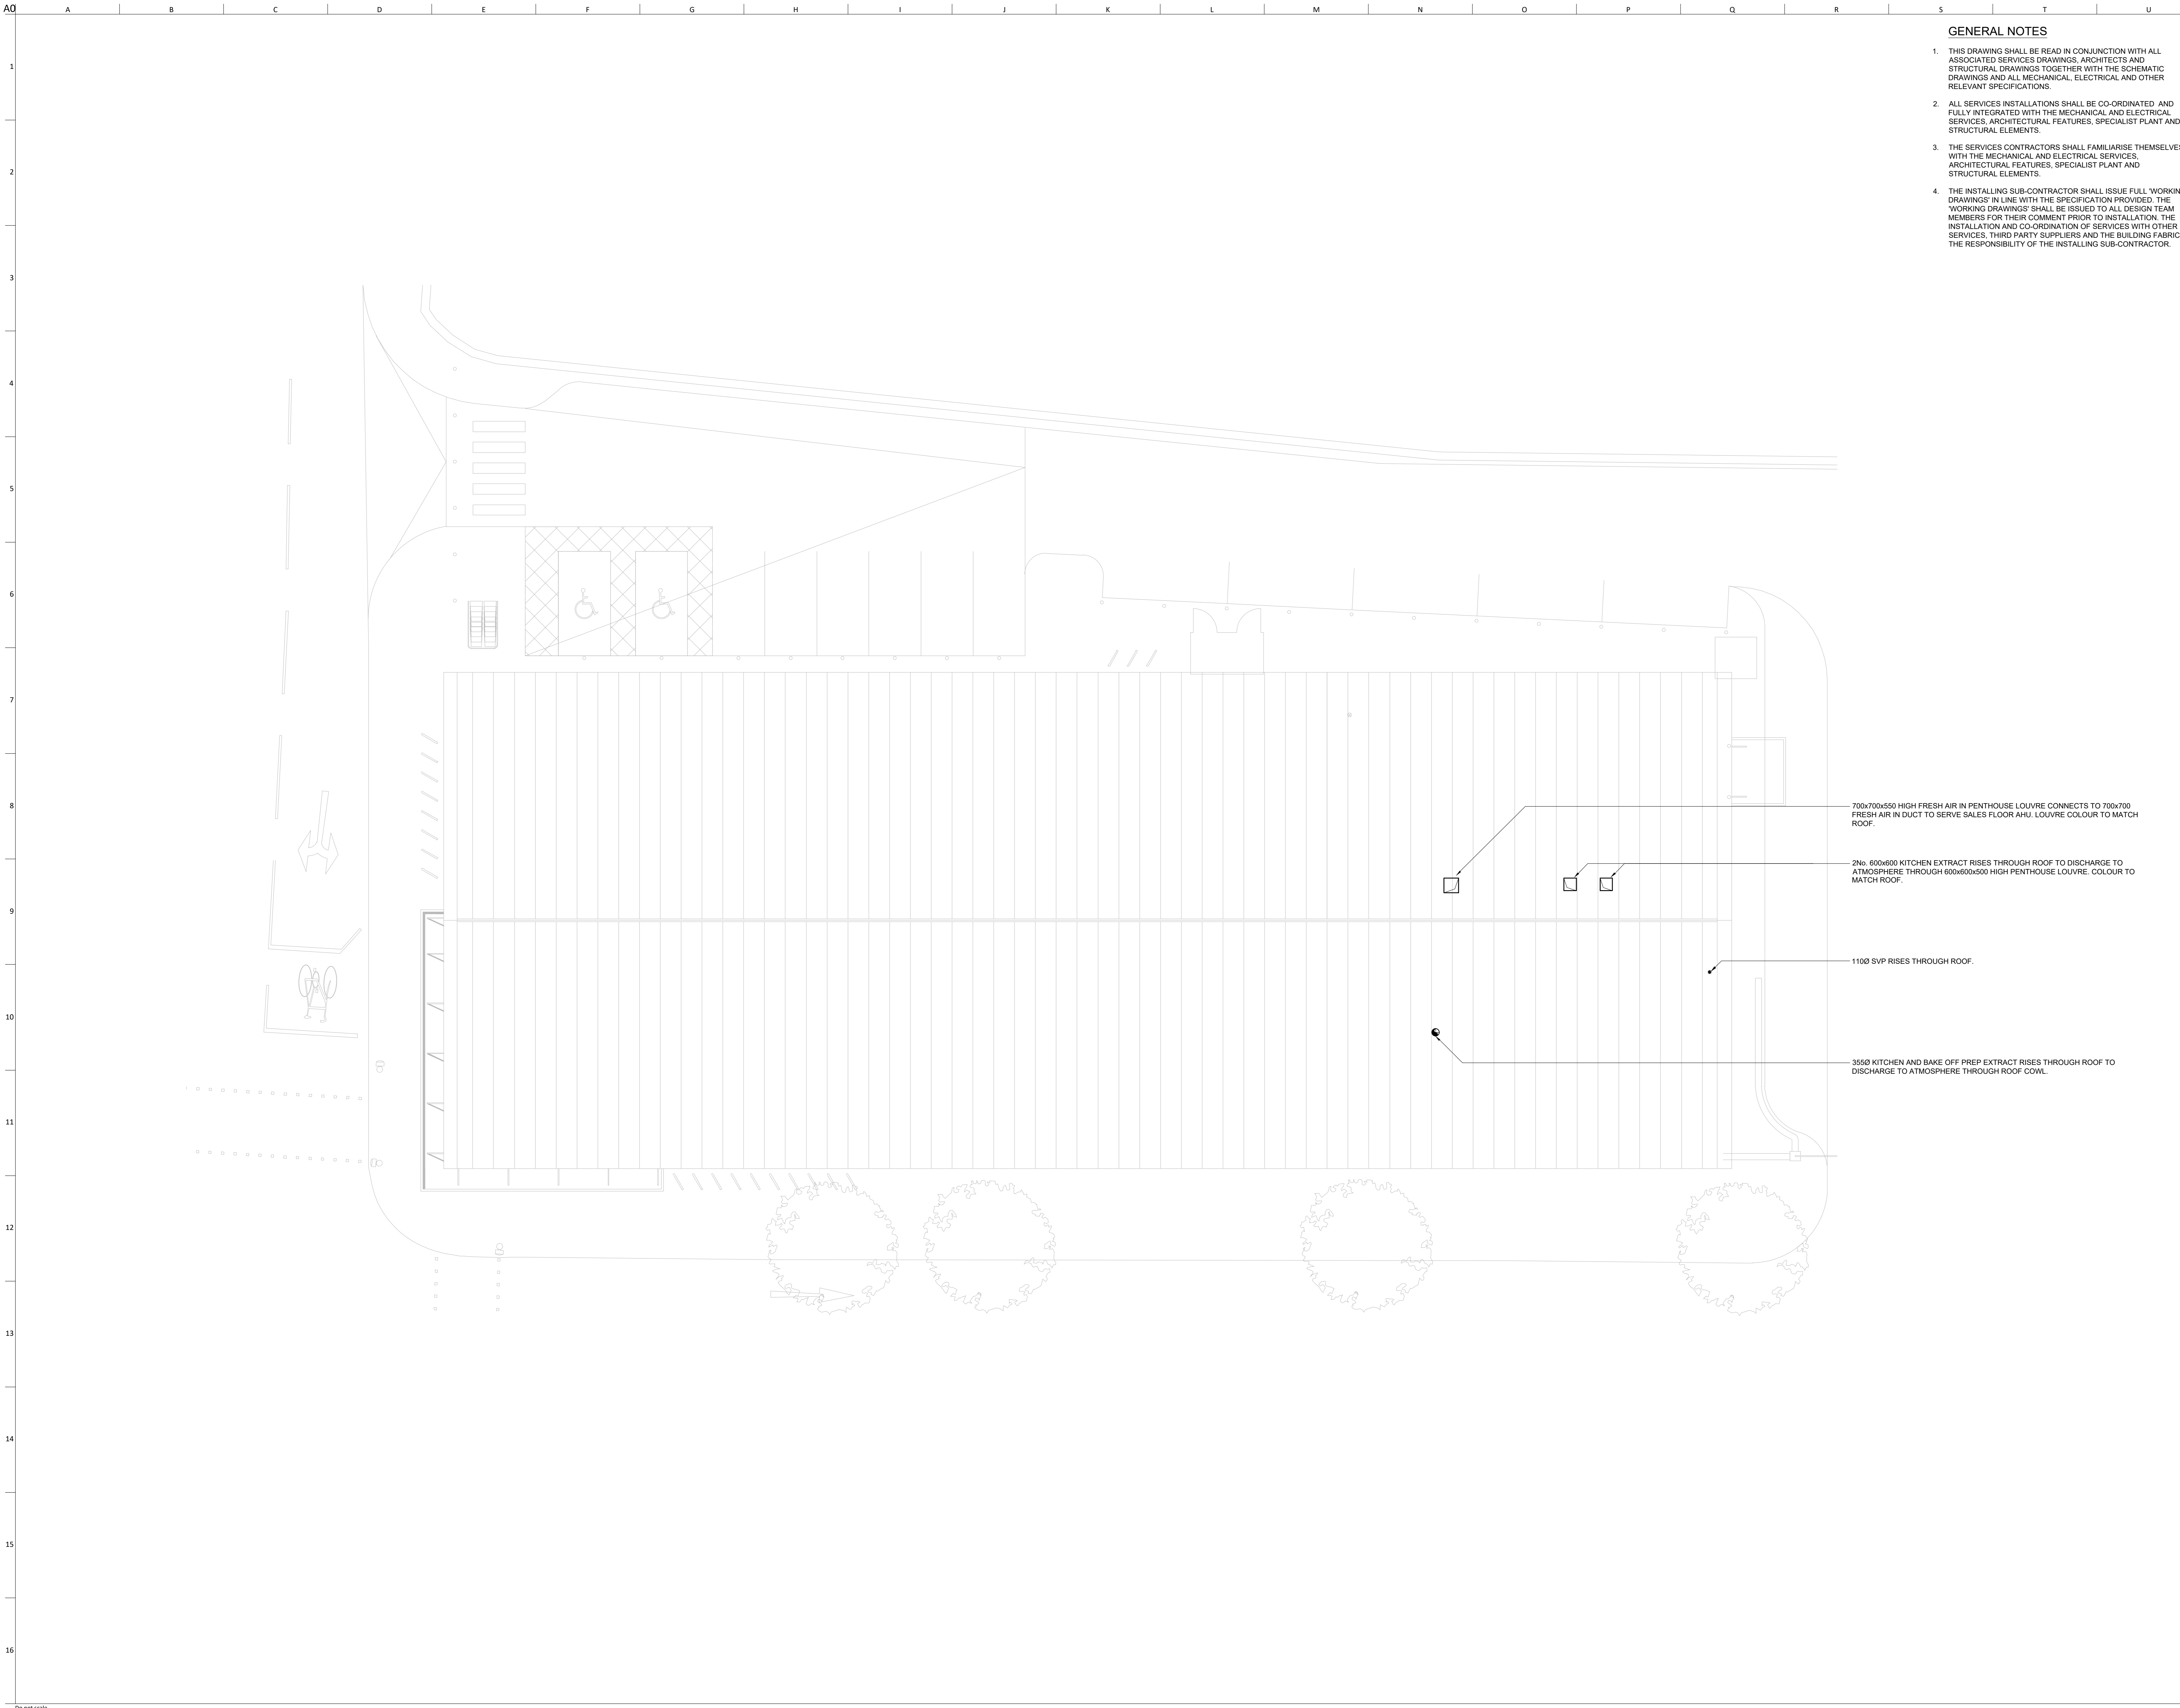 A0
A B C D E F G H I J K L M N O P Q R S T U
1
2
3
4
5
6
7
8
9
10
11
12
13
14
15
16
GENERAL NOTES
1. THIS DRAWING SHALL BE READ IN CONJUNCTION WITH ALL
ASSOCIATED SERVICES DRAWINGS, ARCHITECTS AND
STRUCTURAL DRAWINGS TOGETHER WITH THE SCHEMATIC
DRAWINGS AND ALL MECHANICAL, ELECTRICAL AND OTHER
RELEVANT SPECIFICATIONS.
2. ALL SERVICES INSTALLATIONS SHALL BE CO-ORDINATED AND
FULLY INTEGRATED WITH THE MECHANICAL AND ELECTRICAL
SERVICES, ARCHITECTURAL FEATURES, SPECIALIST PLANT AND
STRUCTURAL ELEMENTS.
3. THE SERVICES CONTRACTORS SHALL FAMILIARISE THEMSELVES
WITH THE MECHANICAL AND ELECTRICAL SERVICES,
ARCHITECTURAL FEATURES, SPECIALIST PLANT AND
STRUCTURAL ELEMENTS.
4. THE INSTALLING SUB-CONTRACTOR SHALL ISSUE FULL 'WORKIN
DRAWINGS' IN LINE WITH THE SPECIFICATION PROVIDED. THE
'WORKING DRAWINGS' SHALL BE ISSUED TO ALL DESIGN TEAM
MEMBERS FOR THEIR COMMENT PRIOR TO INSTALLATION. THE
INSTALLATION AND CO-ORDINATION OF SERVICES WITH OTHER
SERVICES, THIRD PARTY SUPPLIERS AND THE BUILDING FABRIC
THE RESPONSIBILITY OF THE INSTALLING SUB-CONTRACTOR.
700x700x550 HIGH FRESH AIR IN PENTHOUSE LOUVRE CONNECTS TO 700x700
FRESH AIR IN DUCT TO SERVE SALES FLOOR AHU. LOUVRE COLOUR TO MATCH
ROOF.
2No. 600x600 KITCHEN EXTRACT RISES THROUGH ROOF TO DISCHARGE TO
ATMOSPHERE THROUGH 600x600x500 HIGH PENTHOUSE LOUVRE. COLOUR TO
MATCH ROOF.
110Ø SVP RISES THROUGH ROOF.
355Ø KITCHEN AND BAKE OFF PREP EXTRACT RISES THROUGH ROOF TO
DISCHARGE TO ATMOSPHERE THROUGH ROOF COWL.